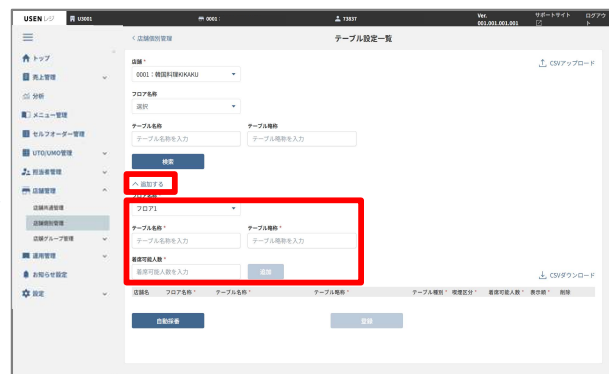 USEN レジ U3001 0001 : 73837 Ver. 001.001.001.001 サポートサイト ログアウト
< 店舗個別管理 テーブル設定一覧
トップ
売上管理
分析
メニュー管理
セルフオーダー管理
UTO/UMO管理
担当者管理
店舗管理
店舗共通管理
店舗個別管理
店舗グループ管理
運用管理
お知らせ設定
設定
店舗 *
0001 : 韓国料理KIKAKU
CSVアップロード
フロア名称
選択
テーブル名称 テーブル略称
テーブル名称を入力 テーブル略称を入力
検索
追加する
フロア名称
フロア1
テーブル名称 * テーブル略称 *
テーブル名称を入力 テーブル略称を入力
着席可能人数 *
着席可能人数を入力 追加
CSVダウンロード
店舗名 フロア名称 * テーブル名称 * テーブル略称 * テーブル種別 * 喫煙区分 * 着席可能人数 * 表示順 * 削除
自動採番 登録